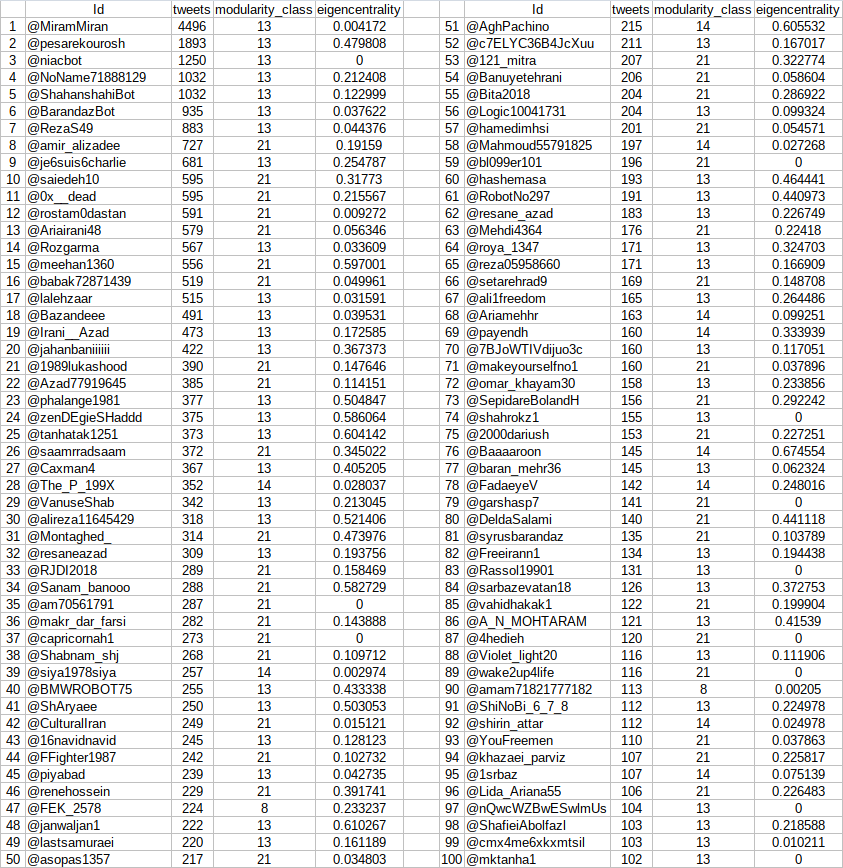 Id tweets modularity_class eigencentrality Id tweets modularity_class eigencentrality
1 @MiramMiran 4496 13 0.004172 51 @AghPachino 215 14 0.605532
2 @pesarekourosh 1893 13 0.479808 52 @c7ELYC36B4JcXuu 211 13 0.167017
3 @niacbot 1250 13 0 53 @121_mitra 207 21 0.322774
4 @NoName71888129 1032 13 0.212408 54 @Banuyetehrani 206 21 0.058604
5 @ShahanshahiBot 1032 13 0.122999 55 @Bita2018 204 21 0.286922
6 @BarandazBot 935 13 0.037622 56 @Logic10041731 204 13 0.099324
7 @RezaS49 883 13 0.044376 57 @hamedimhsi 201 21 0.054571
8 @amir_alizadee 727 21 0.19159 58 @Mahmoud55791825 197 14 0.027268
9 @je6suis6charlie 681 13 0.254787 59 @bl099er101 196 21 0
10 @saiedeh10 595 21 0.31773 60 @hashemasa 193 13 0.464441
11 @0x__dead 595 21 0.215567 61 @RobotNo297 191 13 0.440973
12 @rostam0dastan 591 21 0.009272 62 @resane_azad 183 13 0.226749
13 @Ariairani48 579 21 0.056346 63 @Mehdi4364 176 21 0.22418
14 @Rozgarma 567 13 0.033609 64 @roya_1347 171 13 0.324703
15 @meehan1360 556 21 0.597001 65 @reza05958660 171 13 0.166909
16 @babak72871439 519 21 0.049961 66 @setarehrad9 169 21 0.148708
17 @lalehzaar 515 13 0.031591 67 @ali1freedom 165 13 0.264486
18 @Bazandeee 491 13 0.039531 68 @Ariamehhr 163 14 0.099251
19 @Irani__Azad 473 13 0.172585 69 @payendh 160 14 0.333939
20 @jahanbaniiiiii 422 13 0.367373 70 @7BJoWTIVdijuo3c 160 13 0.117051
21 @1989lukashood 390 21 0.147646 71 @makeyourselfno1 160 21 0.037896
22 @Azad77919645 385 21 0.114151 72 @omar_khayam30 158 13 0.233856
23 @phalange1981 377 13 0.504847 73 @SepidareBolandH 156 21 0.292242
24 @zenDEgieSHaddd 375 13 0.586064 74 @shahrokz1 155 13 0
25 @tanhatak1251 373 13 0.604142 75 @2000dariush 153 21 0.227251
26 @saamrradsaam 372 21 0.345022 76 @Baaaaroon 145 14 0.674554
27 @Caxman4 367 13 0.405205 77 @baran_mehr36 145 13 0.062324
28 @The_P_199X 352 14 0.028037 78 @FadaeyeV 142 14 0.248016
29 @VanuseShab 342 13 0.213045 79 @garshasp7 141 21 0
30 @alireza11645429 318 13 0.521406 80 @DeldaSalami 140 21 0.441118
31 @Montaghed_ 314 21 0.473976 81 @syrusbarandaz 135 21 0.103789
32 @resaneazad 309 13 0.193756 82 @Freeirann1 134 13 0.194438
33 @RJDI2018 289 21 0.158469 83 @Rassol19901 131 13 0
34 @Sanam_banooo 288 21 0.582729 84 @sarbazevatan18 126 13 0.372753
35 @am70561791 287 21 0 85 @vahidhakak1 122 21 0.199904
36 @makr_dar_farsi 282 21 0.143888 86 @A_N_MOHTARAM 121 13 0.41539
37 @capricornah1 273 21 0 87 @4hedieh 120 21 0
38 @Shabnam_shj 268 21 0.109712 88 @Violet_light20 116 13 0.111906
39 @siya1978siya 257 14 0.002974 89 @wake2up4life 116 21 0
40 @BMWROBOT75 255 13 0.433338 90 @amam71821777182 113 8 0.00205
41 @ShAryaee 250 13 0.503053 91 @ShiNoBi_6_7_8 112 13 0.224978
42 @CulturalIran 249 21 0.015121 92 @shirin_attar 112 14 0.024978
43 @16navidnavid 245 13 0.128123 93 @YouFreemen 110 21 0.037863
44 @FFighter1987 242 21 0.102732 94 @khazaei_parviz 107 21 0.225817
45 @piyabad 239 13 0.042735 95 @1srbaz 107 14 0.075139
46 @renehossein 229 21 0.391741 96 @Lida_Ariana55 106 21 0.226483
47 @FEK_2578 224 8 0.233237 97 @nQwcWZBwESwlmUs 104 13 0
48 @janwaljan1 222 13 0.610267 98 @ShafieiAbolfazl 103 13 0.218588
49 @lastsamuraei 220 13 0.161189 99 @cmx4me6xkxmtsil 103 13 0.010211
50 @asopas1357 217 21 0.034803 100 @mktanha1 102 13 0